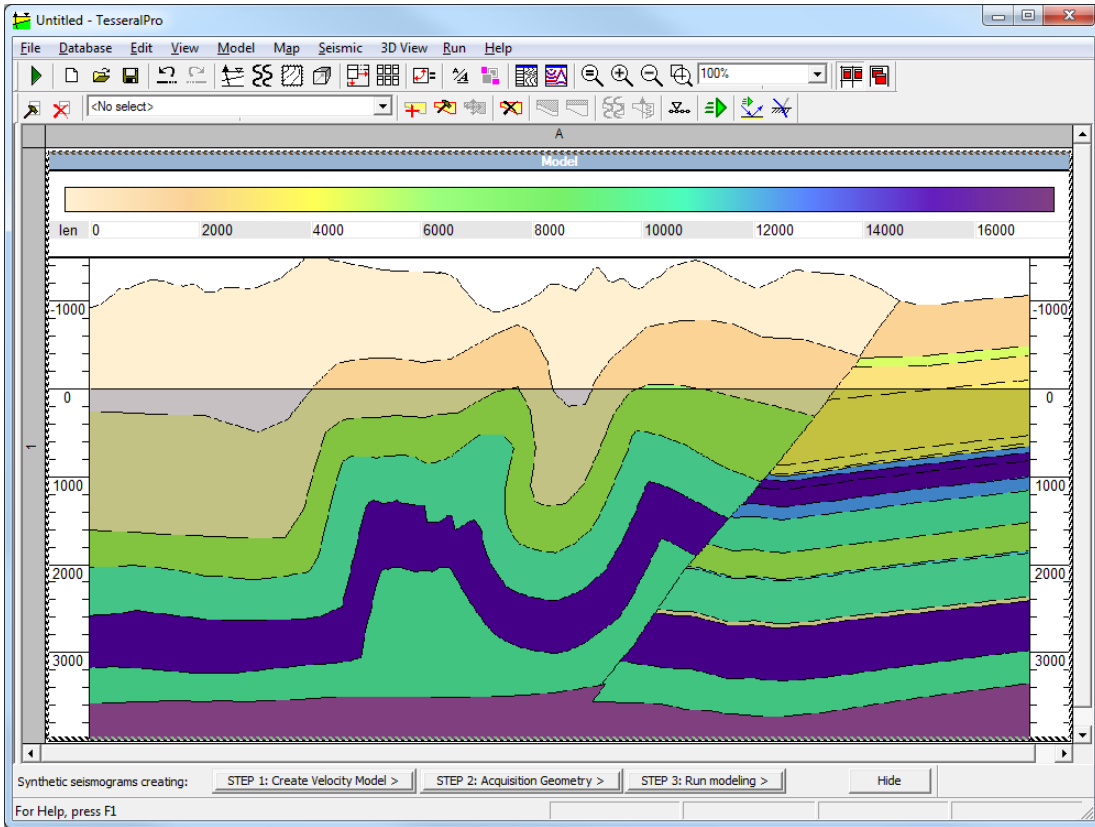 Untitled - TesseralPro
File Database Edit View Model Map Seismic 3D View Run Help
100%
<No select>
A
Model
len 0 2000 4000 6000 8000 10000 12000 14000 16000
-1000 -1000
0 0
1
1000 1000
2000 2000
3000 3000
Synthetic seismograms creating: STEP 1: Create Velocity Model > STEP 2: Acquisition Geometry > STEP 3: Run modeling > Hide
For Help, press F1